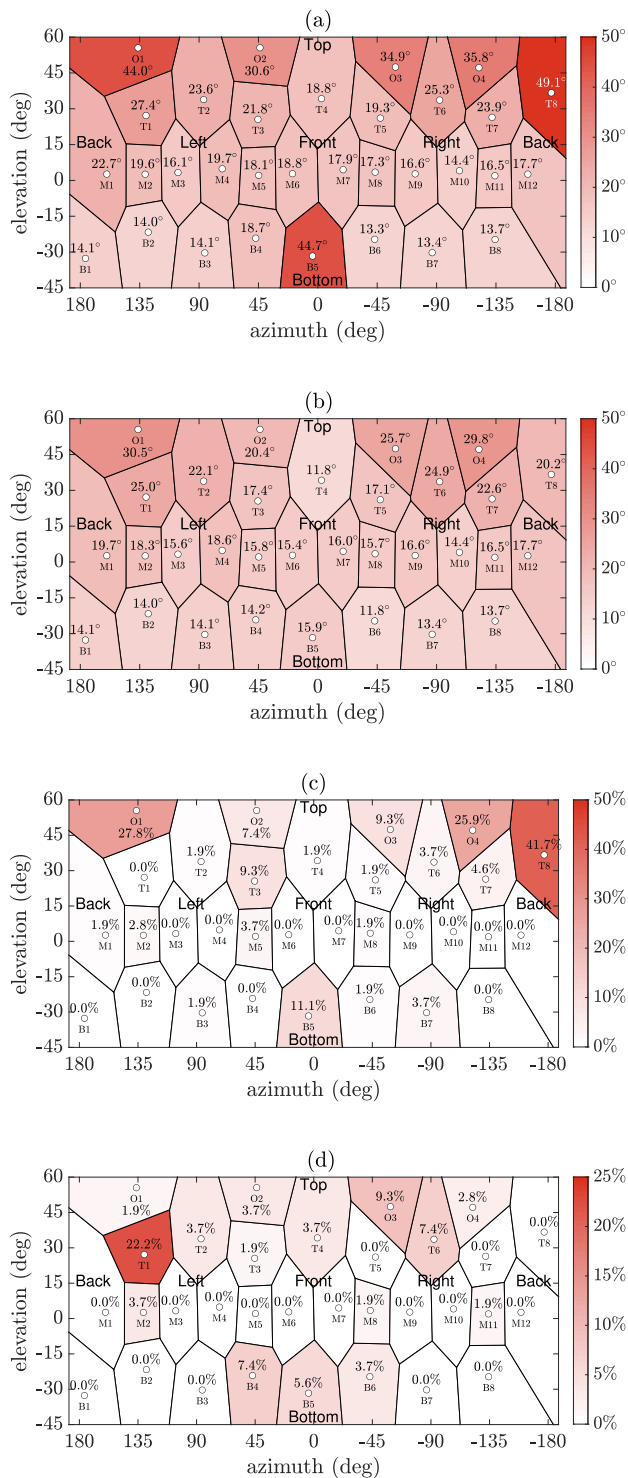 (a)
60 45 30 15 0 -15 -30 -45
elevation (deg)
Top
O1 O2 O3 O4
44.0° 30.6° 34.9° 35.8° 49.1°
T8
27.4° 23.6° 21.8° 18.8° 19.3° 25.3° 23.9°
T1 T2 T3 T4 T5 T6 T7
Back Left Front Right Back
22.7° 19.6° 16.1° 19.7° 18.1° 18.8° 17.9° 17.3° 16.6° 14.4° 16.5° 17.7°
M1 M2 M3 M4 M5 M6 M7 M8 M9 M10 M11 M12
14.1° 14.0° 14.1° 18.7° 44.7° 13.3° 13.4° 13.7°
B1 B2 B3 B4 B5 B6 B7 B8
Bottom
180 135 90 45 0 -45 -90 -135 -180
azimuth (deg)
50° 40° 30° 20° 10° 0°
(b)
60 45 30 15 0 -15 -30 -45
elevation (deg)
Top
O1 O2 O3 O4
30.5° 20.4° 25.7° 29.8° 20.2°
T8
25.0° 22.1° 17.4° 11.8° 17.1° 24.9° 22.6°
T1 T2 T3 T4 T5 T6 T7
Back Left Front Right Back
19.7° 18.3° 15.6° 18.6° 15.8° 15.4° 16.0° 15.7° 16.6° 14.4° 16.5° 17.7°
M1 M2 M3 M4 M5 M6 M7 M8 M9 M10 M11 M12
14.1° 14.0° 14.1° 14.2° 15.9° 11.8° 13.4° 13.7°
B1 B2 B3 B4 B5 B6 B7 B8
Bottom
180 135 90 45 0 -45 -90 -135 -180
azimuth (deg)
50° 40° 30° 20° 10° 0°
(c)
60 45 30 15 0 -15 -30 -45
elevation (deg)
Top
O1 O2 O3 O4
27.8% 7.4% 9.3% 25.9% 41.7%
T8
0.0% 1.9% 9.3% 1.9% 1.9% 3.7% 4.6%
T1 T2 T3 T4 T5 T6 T7
Back Left Front Right Back
1.9% 2.8% 0.0% 0.0% 3.7% 0.0% 0.0% 1.9% 0.0% 0.0% 0.0% 0.0%
M1 M2 M3 M4 M5 M6 M7 M8 M9 M10 M11 M12
0.0% 0.0% 1.9% 0.0% 11.1% 1.9% 3.7% 0.0%
B1 B2 B3 B4 B5 B6 B7 B8
Bottom
180 135 90 45 0 -45 -90 -135 -180
azimuth (deg)
50% 40% 30% 20% 10% 0%
(d)
60 45 30 15 0 -15 -30 -45
elevation (deg)
Top
O1 O2 O3 O4
1.9% 3.7% 9.3% 2.8% 0.0%
T8
22.2% 3.7% 1.9% 3.7% 0.0% 7.4% 0.0%
T1 T2 T3 T4 T5 T6 T7
Back Left Front Right Back
0.0% 3.7% 0.0% 0.0% 0.0% 0.0% 0.0% 1.9% 0.0% 0.0% 1.9% 0.0%
M1 M2 M3 M4 M5 M6 M7 M8 M9 M10 M11 M12
0.0% 0.0% 0.0% 7.4% 5.6% 3.7% 0.0% 0.0%
B1 B2 B3 B4 B5 B6 B7 B8
Bottom
180 135 90 45 0 -45 -90 -135 -180
azimuth (deg)
25% 20% 15% 10% 5% 0%